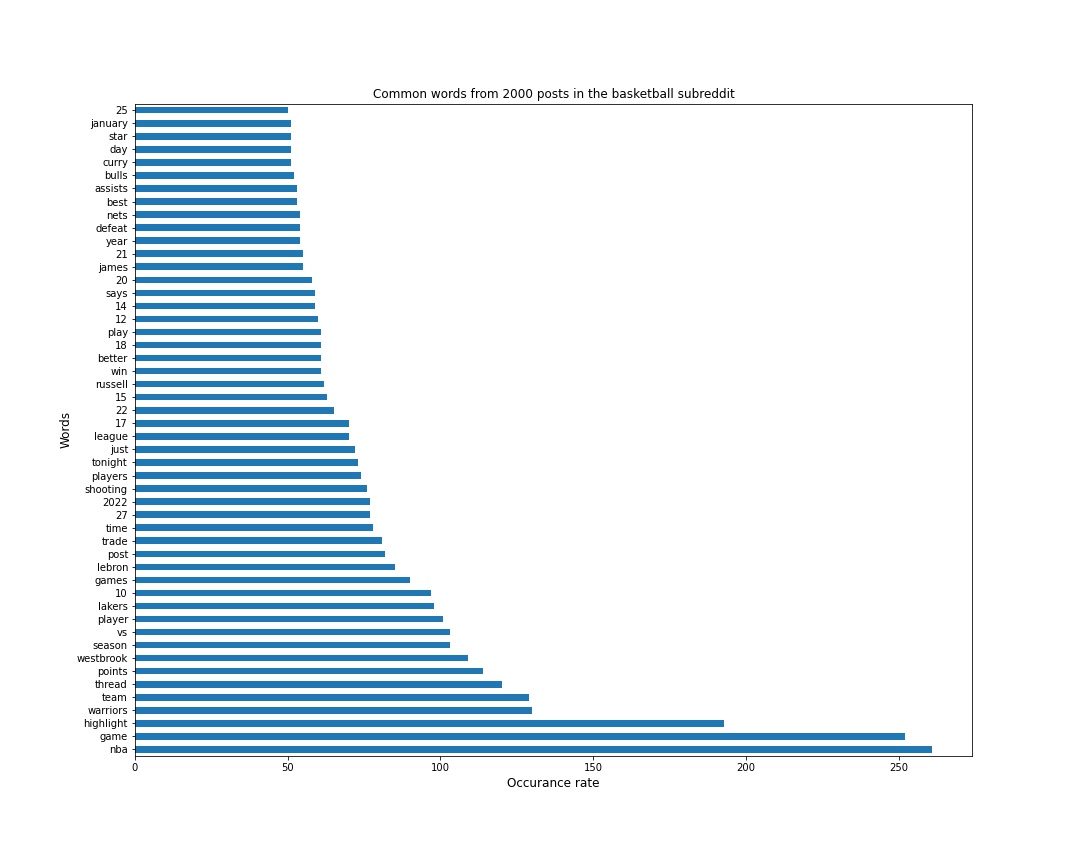 Common words from 2000 posts in the basketball subreddit
25
january
star
day
curry
bulls
assists
best
nets
defeat
year
21
james
20
says
14
12
play
18
better
win
russell
15
22
17
league
just
tonight
players
shooting
2022
27
time
trade
post
lebron
games
10
lakers
player
vs
season
westbrook
points
thread
team
warriors
highlight
game
nba
Words
0 50 100 150 200 250
Occurance rate